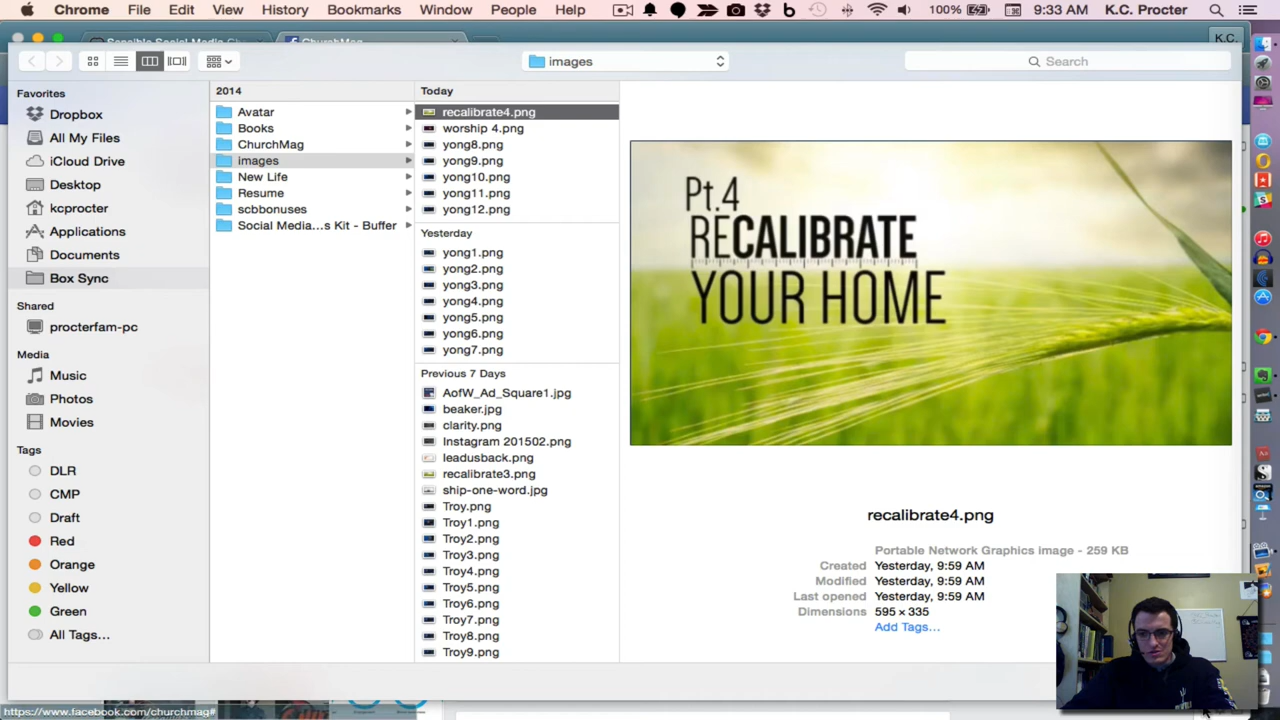 Chrome File Edit View History Bookmarks Window People Help 100% 9:33 AM K.C. Procter
ChurchMag K.C.
images Search
Favorites
Dropbox
All My Files
iCloud Drive
Desktop
kcprocter
Applications
Documents
Box Sync
Shared
procterfam-pc
Media
Music
Photos
Movies
Tags
DLR
CMP
Draft
Red
Orange
Yellow
Green
All Tags...
2014
Avatar
Books
ChurchMag
images
New Life
Resume
scbbonuses
Social Media...s Kit - Buffer
Today
recalibrate4.png
worship 4.png
yong8.png
yong9.png
yong10.png
yong11.png
yong12.png
Yesterday
yong1.png
yong2.png
yong3.png
yong4.png
yong5.png
yong6.png
yong7.png
Previous 7 Days
AofW_Ad_Square1.jpg
beaker.jpg
clarity.png
Instagram 201502.png
leadusback.png
recalibrate3.png
ship-one-word.jpg
Troy.png
Troy1.png
Troy2.png
Troy3.png
Troy4.png
Troy5.png
Troy6.png
Troy7.png
Troy8.png
Troy9.png
Pt.4
RECALIBRATE
YOUR HOME
recalibrate4.png
Portable Network Graphics image - 259 KB
Created Yesterday, 9:59 AM
Modified Yesterday, 9:59 AM
Last opened Yesterday, 9:59 AM
Dimensions 595 × 335
Add Tags...
https://www.facebook.com/churchmag#